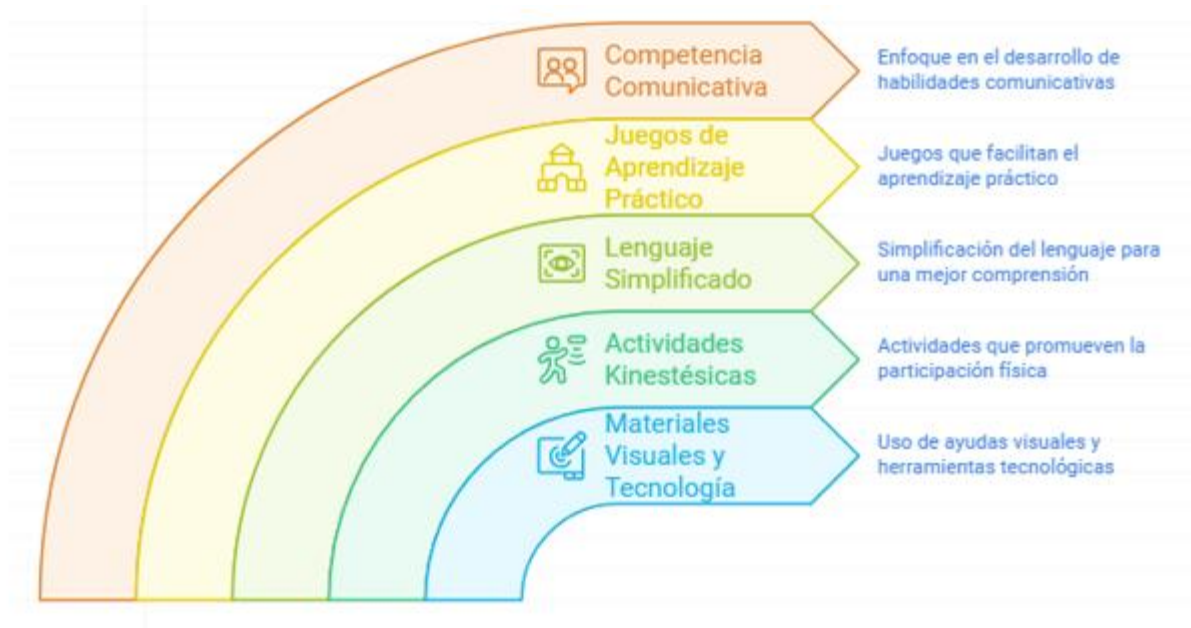 Competencia
Comunicativa
Enfoque en el desarrollo de
habilidades comunicativas
Juegos de
Aprendizaje
Práctico
Juegos que facilitan el
aprendizaje práctico
Lenguaje
Simplificado
Simplificación del lenguaje para
una mejor comprensión
Actividades
Kinestésicas
Actividades que promueven la
participación física
Materiales
Visuales y
Tecnología
Uso de ayudas visuales y
herramientas tecnológicas